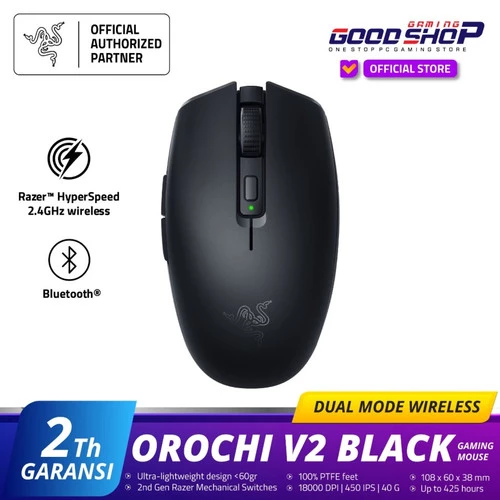 OFFICIAL
AUTHORIZED
PARTNER
GAMING
GOODSHOP
ONE STOP PC GAMING STORE
OFFICIAL STORE
Razer™ HyperSpeed
2.4GHz wireless
Bluetooth®
DUAL MODE WIRELESS
2Th
GARANSI
OROCHI V2 BLACK
GAMING
MOUSE
Ultra-lightweight design <60gr
2nd Gen Razer Mechanical Switches
100% PTFE feet
18000 DPI | 450 IPS | 40 G
108 x 60 x 38 mm
Up to 425 hours